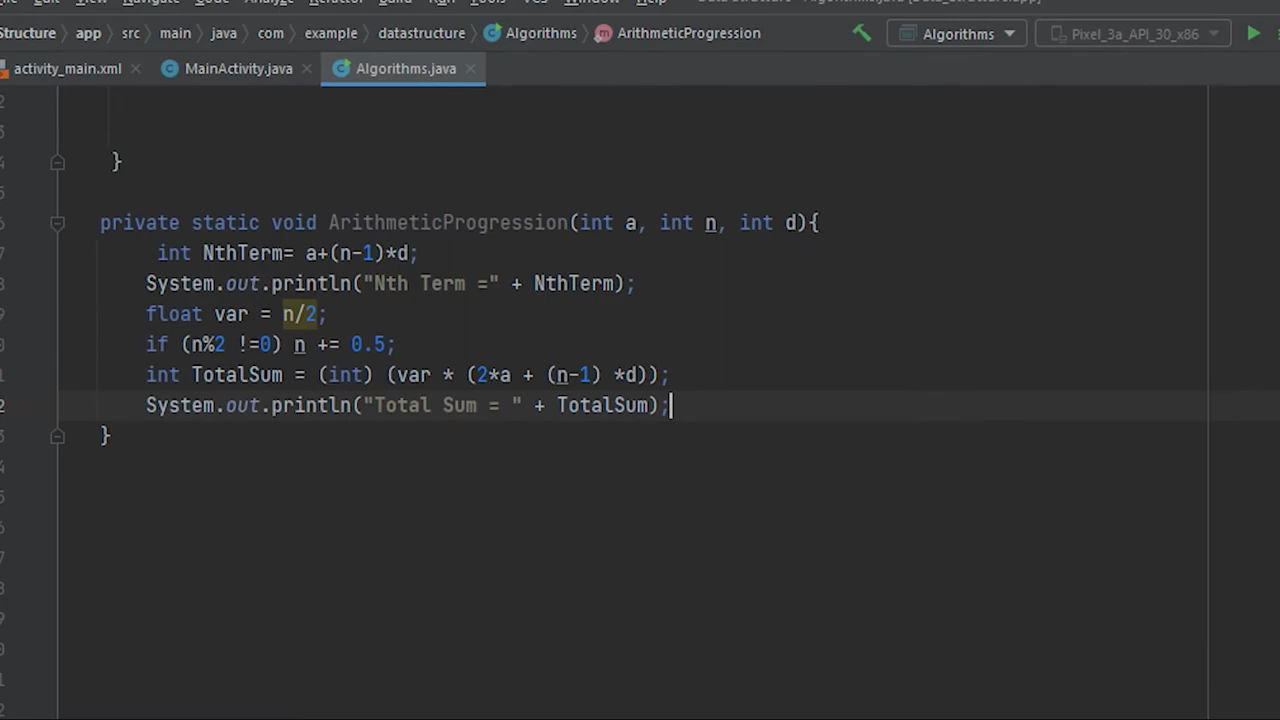 Structure app src main java com example datastructure Algorithms ArithmeticProgression Algorithms Pixel_3a_API_30_x86
activity_main.xml MainActivity.java Algorithms.java
}
private static void ArithmeticProgression(int a, int n, int d){
int NthTerm= a+(n-1)*d;
System.out.println("Nth Term =" + NthTerm);
float var = n/2;
if (n%2 !=0) n += 0.5;
int TotalSum = (int) (var * (2*a + (n-1) *d));
System.out.println("Total Sum = " + TotalSum);
}